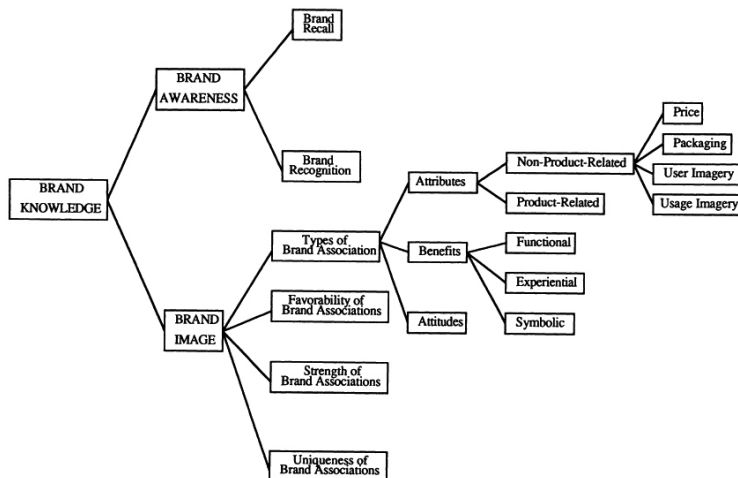 Brand
Recall
BRAND
AWARENESS
Brand
Recognition
BRAND
KNOWLEDGE
BRAND
IMAGE
Types of
Brand Association
Favorability of
Brand Associations
Strength of
Brand Associations
Uniqueness of
Brand Associations
Attributes
Benefits
Attitudes
Non-Product-Related
Product-Related
Functional
Experiential
Symbolic
Price
Packaging
User Imagery
Usage Imagery